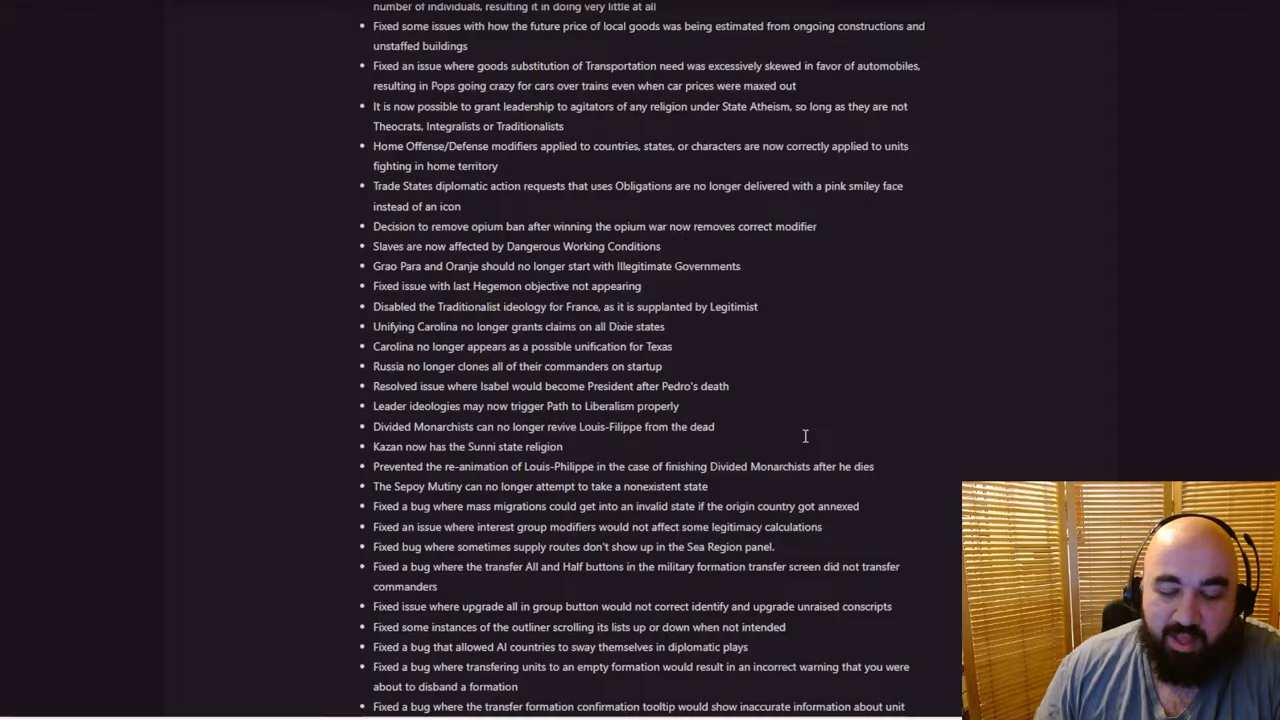 number of individuals, resulting it in doing very little at all
Fixed some issues with how the future price of local goods was being estimated from ongoing constructions and
unstaffed buildings
Fixed an issue where goods substitution of Transportation need was excessively skewed in favor of automobiles,
resulting in Pops going crazy for cars over trains even when car prices were maxed out
It is now possible to grant leadership to agitators of any religion under State Atheism, so long as they are not
Theocrats, Integralists or Traditionalists
Home Offense/Defense modifiers applied to countries, states, or characters are now correctly applied to units
fighting in home territory
Trade States diplomatic action requests that uses Obligations are no longer delivered with a pink smiley face
instead of an icon
Decision to remove opium ban after winning the opium war now removes correct modifier
Slaves are now affected by Dangerous Working Conditions
Grao Para and Oranje should no longer start with Illegitimate Governments
Fixed issue with last Hegemon objective not appearing
Disabled the Traditionalist ideology for France, as it is supplanted by Legitimist
Unifying Carolina no longer grants claims on all Dixie states
Carolina no longer appears as a possible unification for Texas
Russia no longer clones all of their commanders on startup
Resolved issue where Isabel would become President after Pedro's death
Leader ideologies may now trigger Path to Liberalism properly
Divided Monarchists can no longer revive Louis-Filippe from the dead
Kazan now has the Sunni state religion
Prevented the re-animation of Louis-Philippe in the case of finishing Divided Monarchists after he dies
The Sepoy Mutiny can no longer attempt to take a nonexistent state
Fixed a bug where mass migrations could get into an invalid state if the origin country got annexed
Fixed an issue where interest group modifiers would not affect some legitimacy calculations
Fixed bug where sometimes supply routes don't show up in the Sea Region panel.
Fixed a bug where the transfer All and Half buttons in the military formation transfer screen did not transfer
commanders
Fixed issue where upgrade all in group button would not correct identify and upgrade unraised conscripts
Fixed some instances of the outliner scrolling its lists up or down when not intended
Fixed a bug that allowed AI countries to sway themselves in diplomatic plays
Fixed a bug where transfering units to an empty formation would result in an incorrect warning that you were
about to disband a formation
Fixed a bug where the transfer formation confirmation tooltip would show inaccurate information about unit